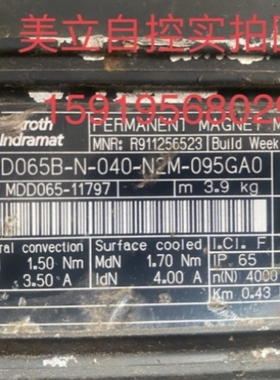 美立自控实拍
1591956802
xroth
Indramat
PERMANENT MAGNET M
MNR: R911256523
Build Week
D065B-N-040-N2M-095GA0
MDD065-11797
m 3.9 kg
ral convection
1.50 Nm
3.50 A
Surface cooled
MdN 1.70 Nm
IdN 4.00 A
I.Cl. F
IP 65
n(N) 4000
Km 0.43